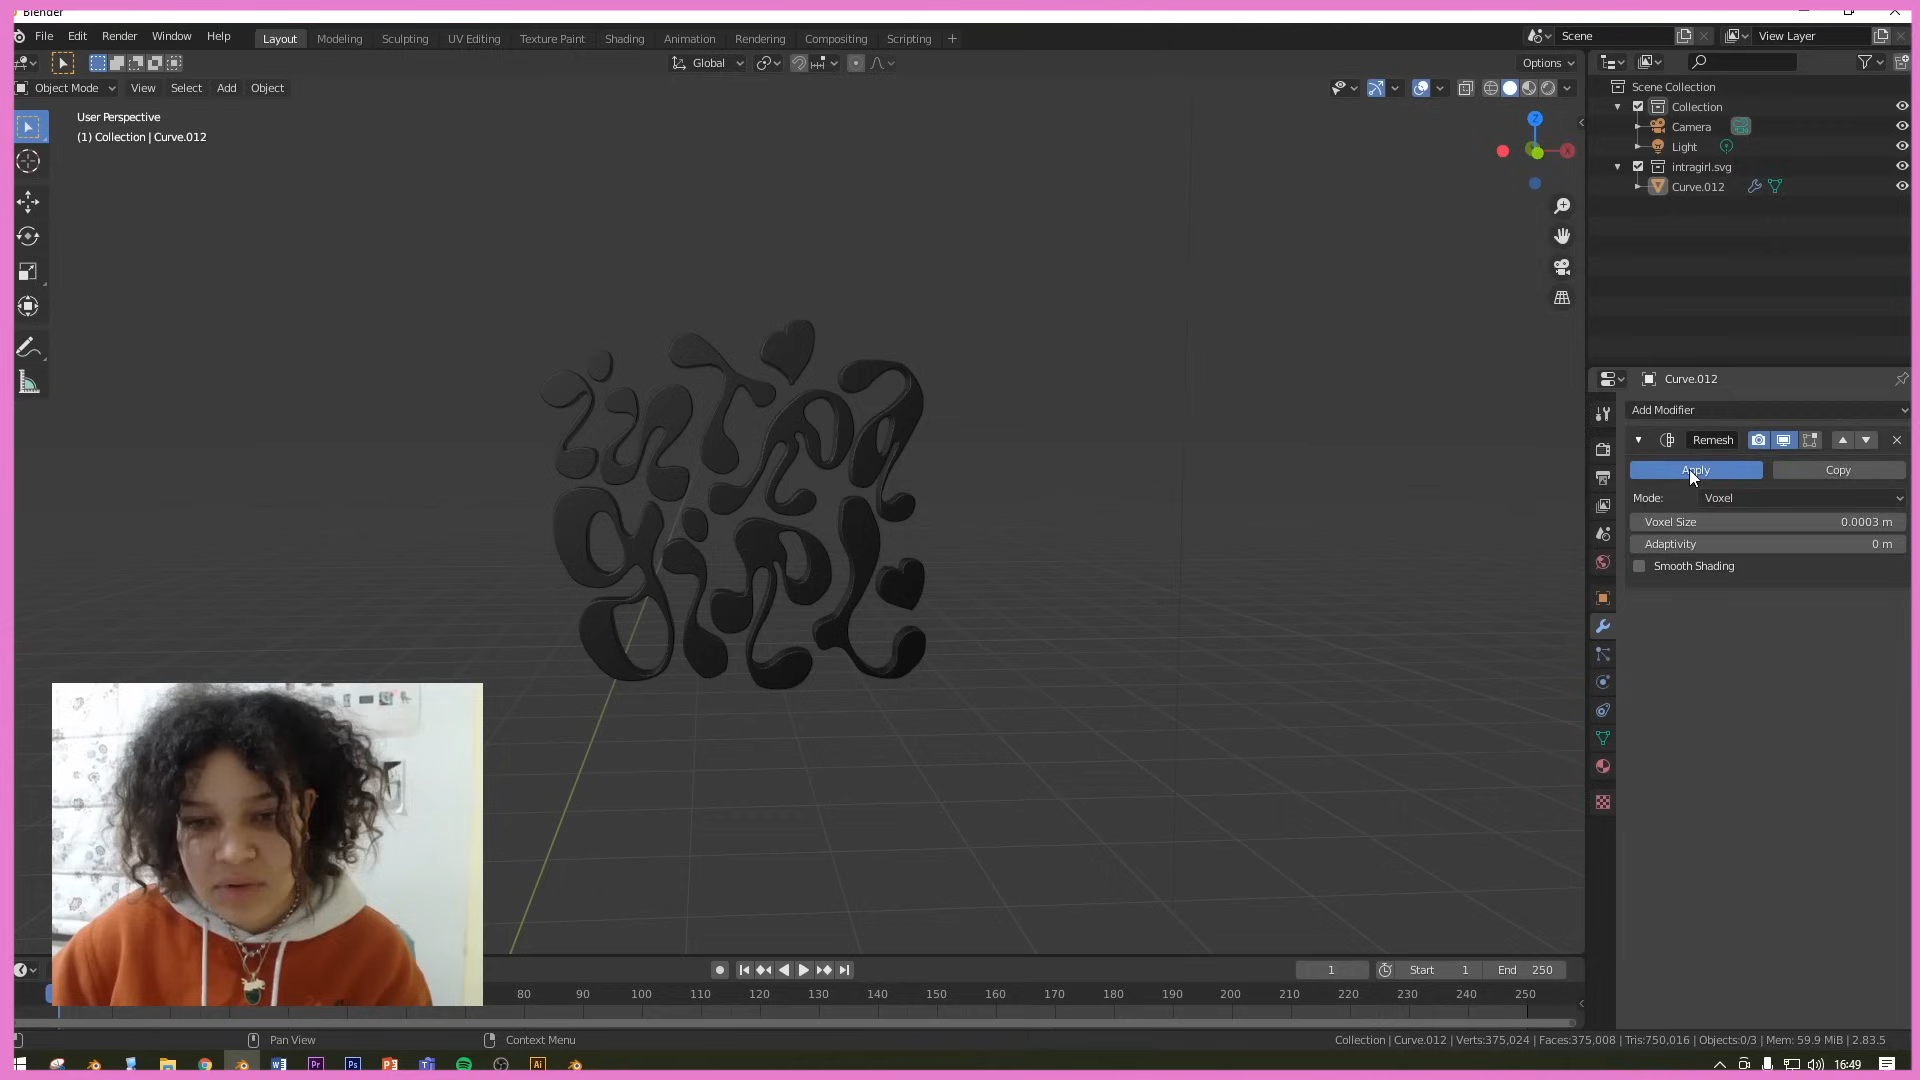 Blender
File Edit Render Window Help
Layout Modeling Sculpting UV Editing Texture Paint Shading Animation Rendering Compositing Scripting +
Scene
View Layer
Global
Options
Object Mode View Select Add Object
User Perspective
(1) Collection | Curve.012
Z
X
Scene Collection
Collection
Camera
Light
intragirl.svg
Curve.012
intra
girl
Curve.012
Add Modifier
Remesh
Apply Copy
Mode: Voxel
Voxel Size 0.0003 m
Adaptivity 0 m
Smooth Shading
1 Start 1 End 250
80 90 100 110 120 130 140 150 160 170 180 190 200 210 220 230 240 250
Pan View Context Menu
Collection | Curve.012 | Verts:375,024 | Faces:375,008 | Tris:750,016 | Objects:0/3 | Mem: 59.9 MiB | 2.83.5
W Pr Ps P T Ai
16:49